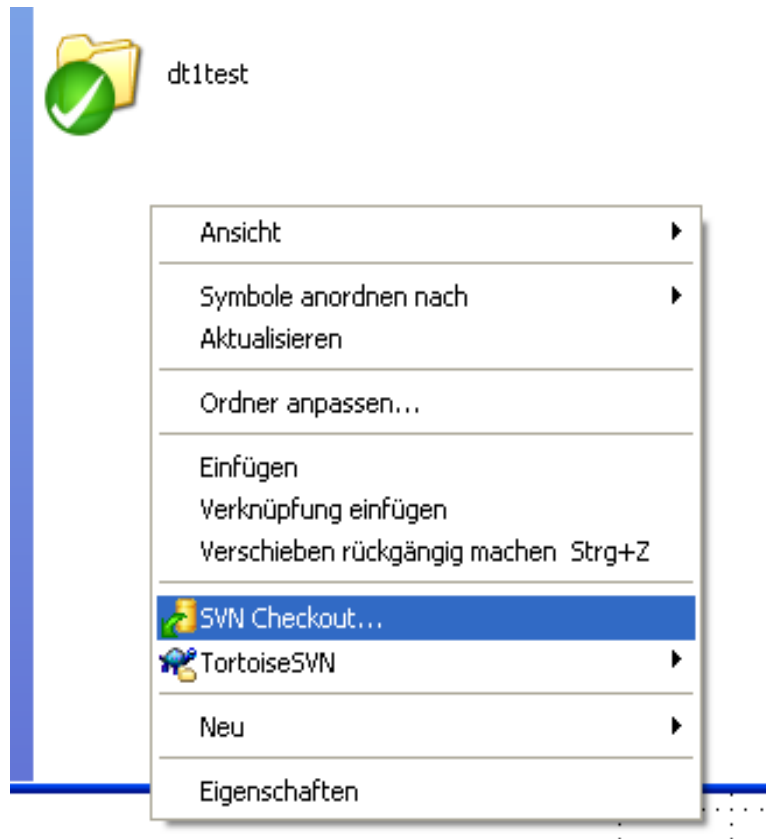 dt1test
Ansicht
Symbole anordnen nach
Aktualisieren
Ordner anpassen...
Einfügen
Verknüpfung einfügen
Verschieben rückgängig machen Strg+Z
SVN Checkout...
TortoiseSVN
Neu
Eigenschaften